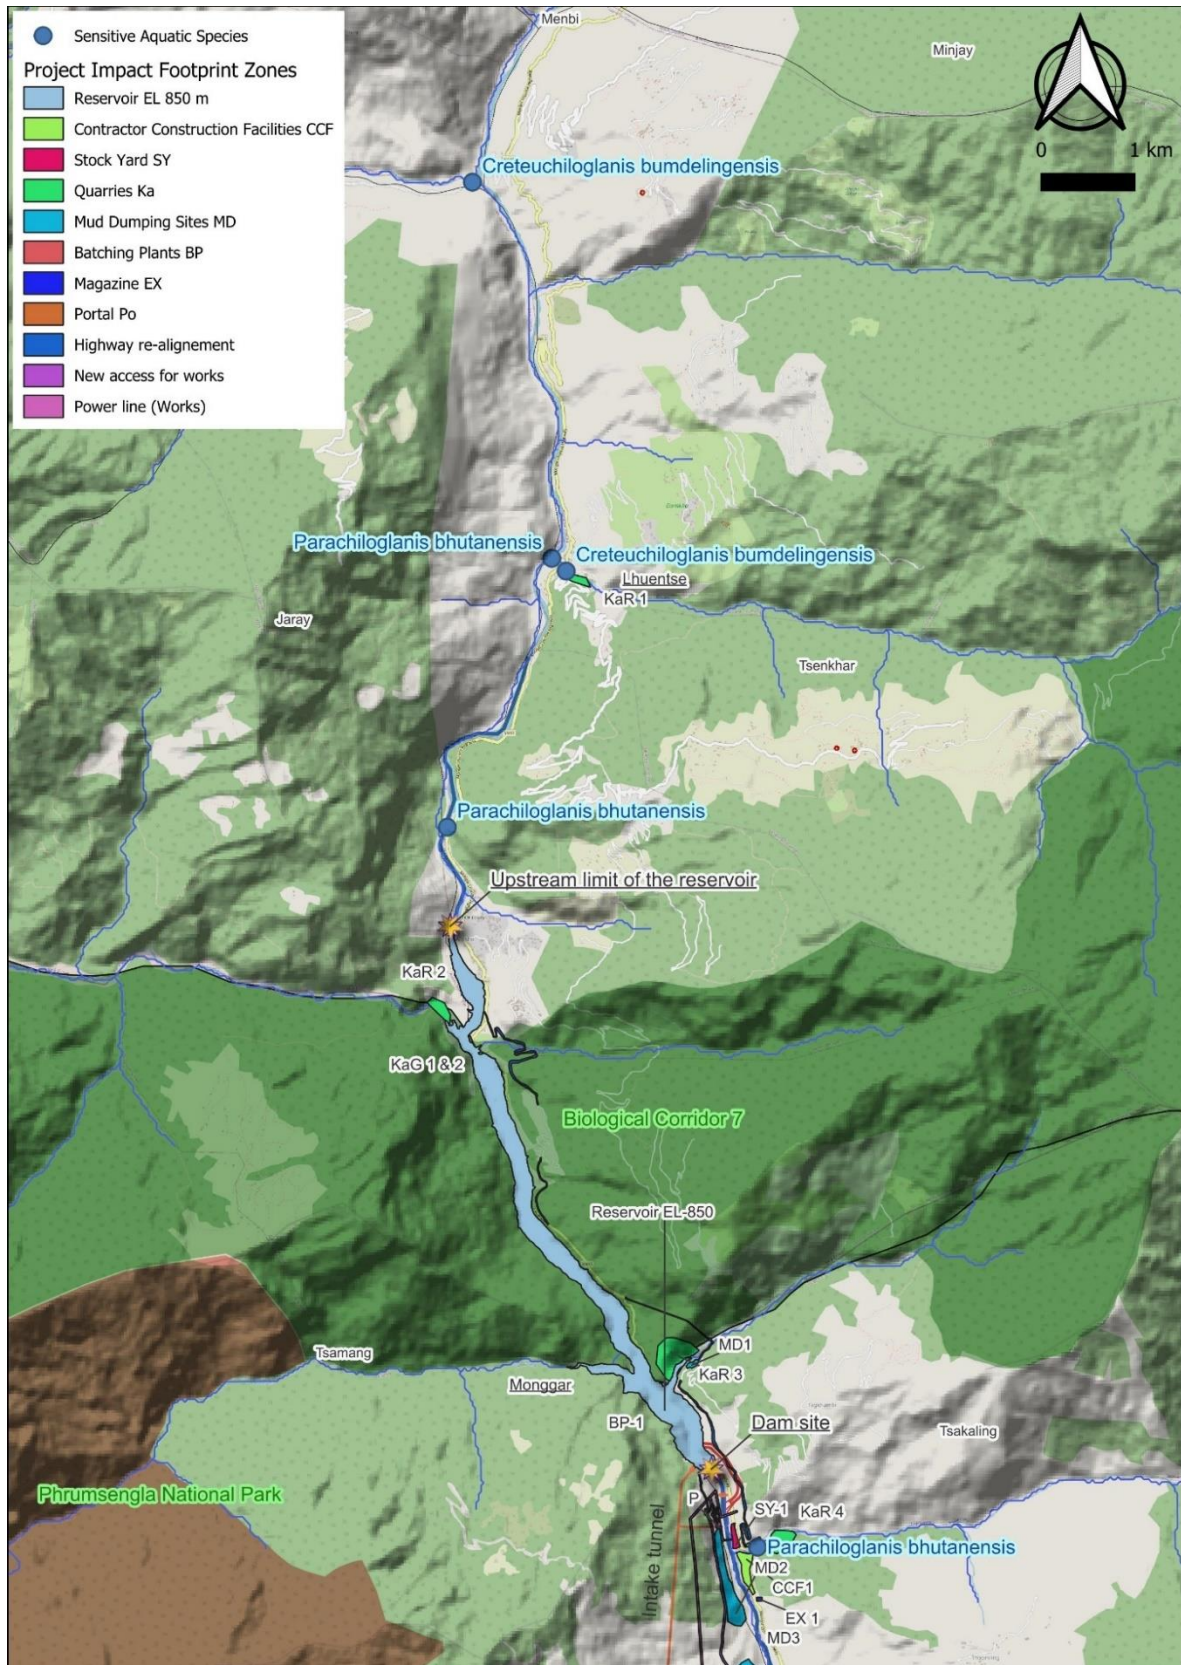 Menbi
Minjay
Sensitive Aquatic Species
Project Impact Footprint Zones
Reservoir EL 850 m
Contractor Construction Facilities CCF
Stock Yard SY
Quarries Ka
Mud Dumping Sites MD
Batching Plants BP
Magazine EX
Portal Po
Highway re-alignement
New access for works
Power line (Works)
0 1 km
Creteuchiloglanis bumdelingensis
Parachiloglanis bhutanensis
Creteuchiloglanis bumdelingensis
Lhuentse
KaR 1
Jaray
Tsenkhar
Parachiloglanis bhutanensis
Upstream limit of the reservoir
KaR 2
KaG 1 & 2
Biological Corridor 7
Reservoir EL-850
MD1
Tsamang
KaR 3
Monggar
BP-1
Dam site
Tsakaling
Phrumsengla National Park
P
SY-1
KaR 4
Intake tunnel
Parachiloglanis bhutanensis
MD2
CCF1
EX 1
MD3